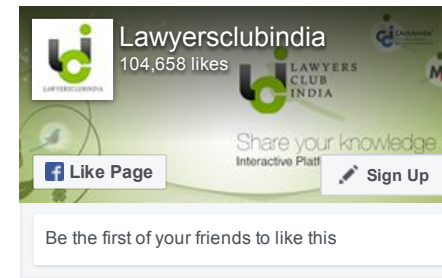 Lawyersclubindia
104,658 likes
LAWYERS
CLUB
INDIA
LAWYERSCLUBINDIA
Share your knowledge
Interactive
Like Page
Sign Up
Be the first of your friends to like this